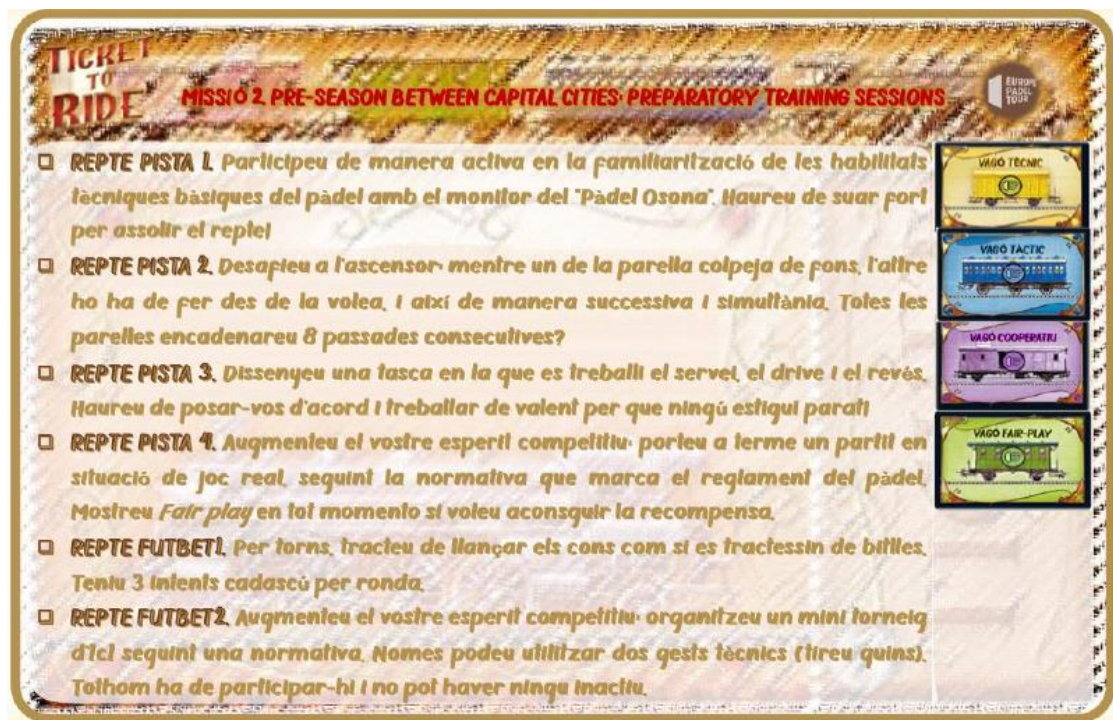 TICKET
TO
RIDE
MISSIÓ 2. PRE-SEASON BETWEEN CAPITAL CITIES: PREPARATORY TRAINING SESSIONS
EUROPE
PADEL
TOUR
REPTE PISTA 1. Participeu de manera activa en la familiarització de les habilitats
tècniques bàsiques del pàdel amb el monitor del "Pàdel Osona". Haureu de suar fort
per assolir el repte!
REPTE PISTA 2. Desafieu a l'ascensor: mentre un de la parella colpeja de fons, l'altre
ho ha de fer des de la volea, i així de manera successiva i simultània. Totes les
parelles encadenareu 8 passades consecutives?
REPTE PISTA 3. Dissenyeu una tasca en la que es treballi el servei, el drive i el revés.
Haureu de posar-vos d'acord i treballar de valent per que ningú estigui parat!
REPTE PISTA 4. Augmenteu el vostre esperit competitiu: porteu a terme un partit en
situació de joc real, seguint la normativa que marca el reglament del pàdel.
Mostreu Fair play en tot moment si voleu aconsguir la recompensa.
REPTE FUTBET1. Per torns, tracteu de llançar els cons com si es tractessin de bitlles.
Teniu 3 intents cadascú per ronda.
REPTE FUTBET2. Augmenteu el vostre esperit competitiu: organitzeu un mini torneig
d'1c1 seguint una normativa. Nomes podeu utilitzar dos gests tècnics (tireu quins).
Tothom ha de participar-hi i no pot haver ningu inactiu.
VAGÓ TÈCNIC
VAGÓ TÀCTIC
VAGÓ COOPERATIU
VAGÓ FAIR-PLAY